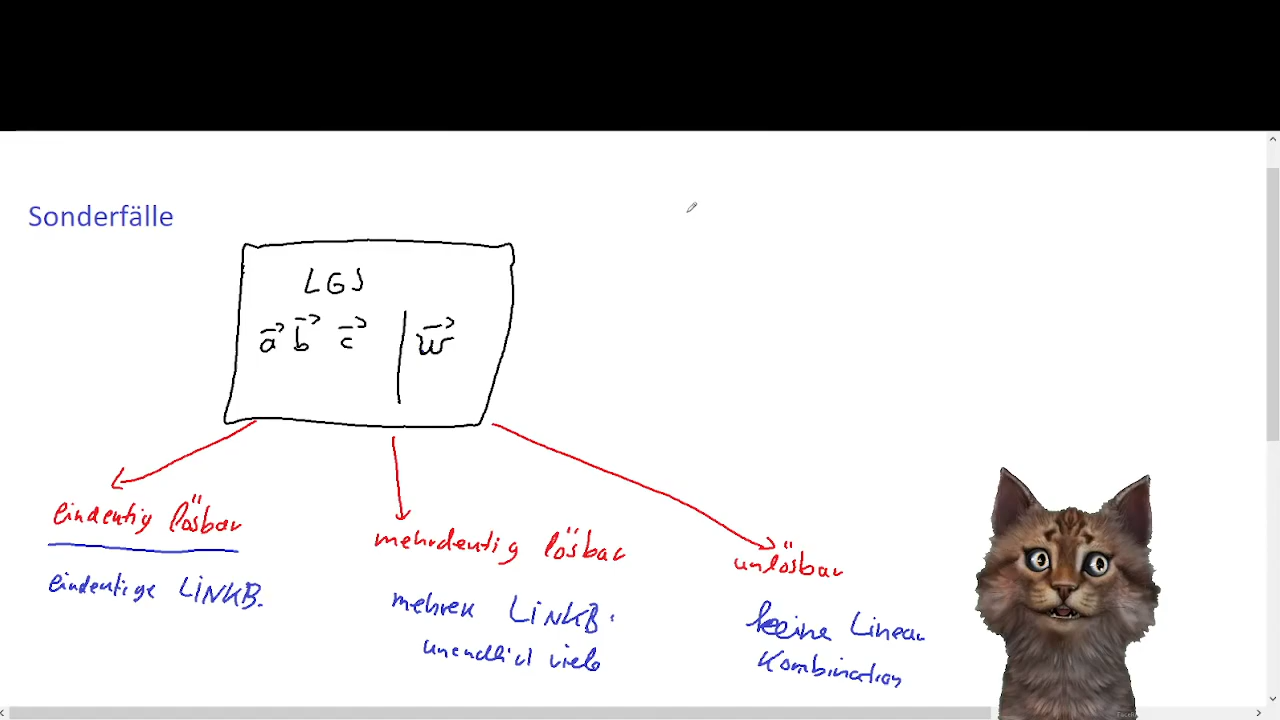 Sonderfälle
LGS
a⃗ b⃗ c⃗ | w⃗
eindeutig lösbar
mehrdeutig lösbar
unlösbar
eindeutige LINKB.
mehrere LINKB.
unendlich viele
keine Linear
Kombination